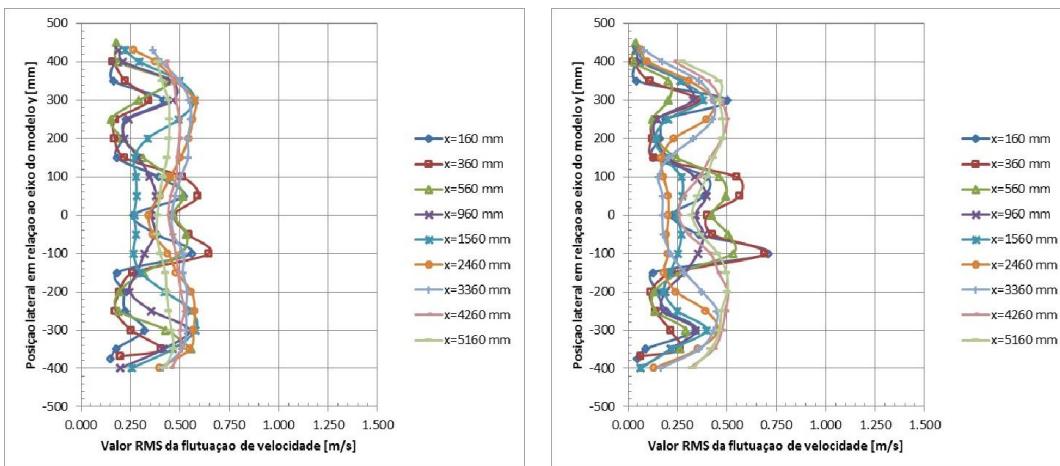 Posiçao lateral em relaçao ao eixo do modelo y [mm]
500
400
300
200
100
0
-100
-200
-300
-400
-500
0.000 0.250 0.500 0.750 1.000 1.250 1.500
Valor RMS da flutuaçao de velocidade [m/s]
x=160 mm
x=360 mm
x=560 mm
x=960 mm
x=1560 mm
x=2460 mm
x=3360 mm
x=4260 mm
x=5160 mm
Posiçao lateral em relaçao ao eixo do modelo y [mm]
500
400
300
200
100
0
-100
-200
-300
-400
-500
0.000 0.250 0.500 0.750 1.000 1.250 1.500
Valor RMS da flutuaçao de velocidade [m/s]
x=160 mm
x=360 mm
x=560 mm
x=960 mm
x=1560 mm
x=2460 mm
x=3360 mm
x=4260 mm
x=5160 mm